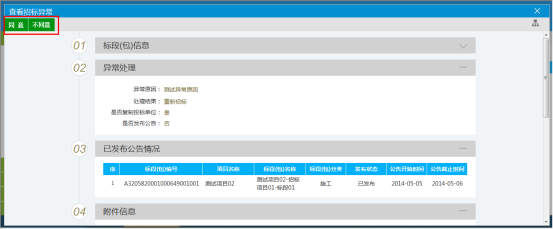 查看招标异常
同 意 不同意
01 标段(包)信息
02 异常处理
异常原因： 测试异常原因
处理结果： 重新招标
是否复制投标单位： 是
是否发布公告： 否
03 已发布公告情况
序 标段(包)编号 项目名称 标段(包)名称 标段(包)分类 发布状态 公告开始时间 公告截止时间
1 A3205820001000649001001 测试项目02 测试项目02-招标项目01-标段01 施工 已发布 2014-05-05 2014-05-06
04 附件信息